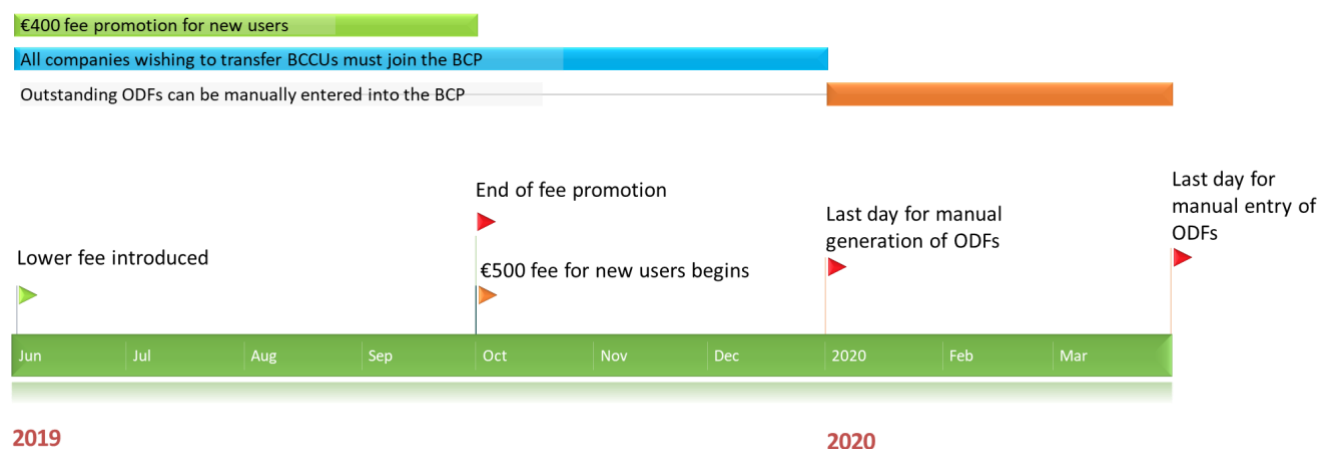 €400 fee promotion for new users
All companies wishing to transfer BCCUs must join the BCP
Outstanding ODFs can be manually entered into the BCP
Lower fee introduced
End of fee promotion
€500 fee for new users begins
Last day for manual
generation of ODFs
Last day for
manual entry of
ODFs
Jun Jul Aug Sep Oct Nov Dec 2020 Feb Mar
2019 2020